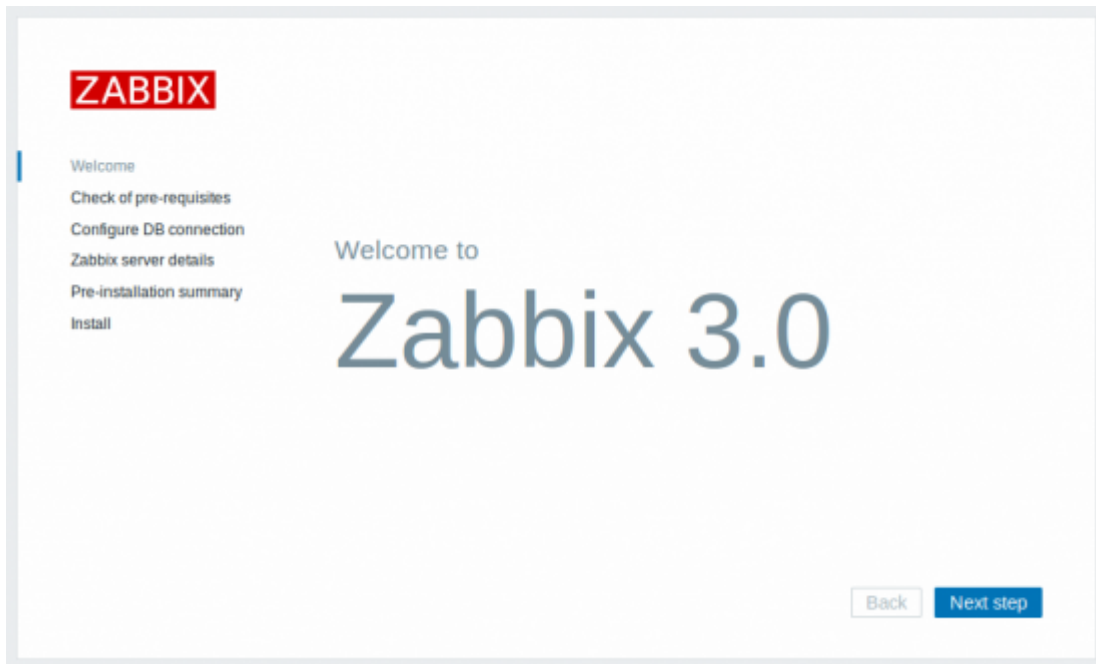 ZABBIX
Welcome
Check of pre-requisites
Configure DB connection
Zabbix server details
Pre-installation summary
Install
Welcome to
Zabbix 3.0
Back
Next step